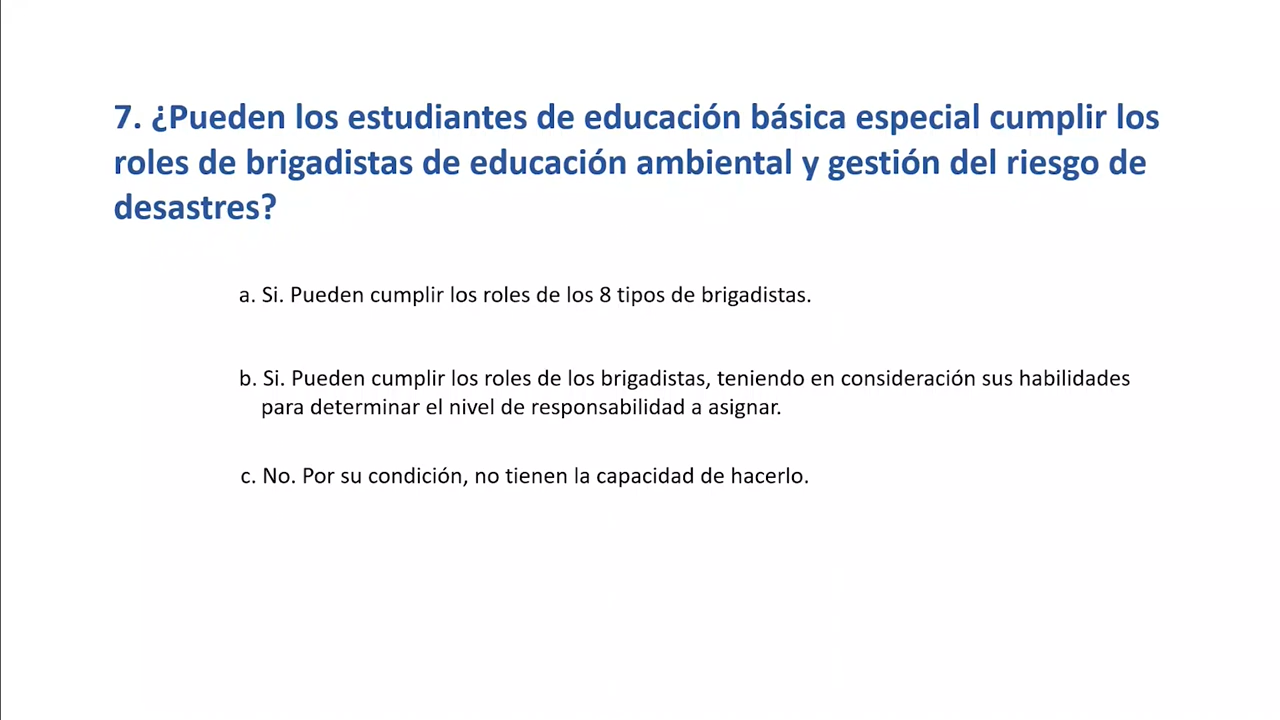 7. ¿Pueden los estudiantes de educación básica especial cumplir los
roles de brigadistas de educación ambiental y gestión del riesgo de
desastres?
a. Si. Pueden cumplir los roles de los 8 tipos de brigadistas.
b. Si. Pueden cumplir los roles de los brigadistas, teniendo en consideración sus habilidades
para determinar el nivel de responsabilidad a asignar.
c. No. Por su condición, no tienen la capacidad de hacerlo.